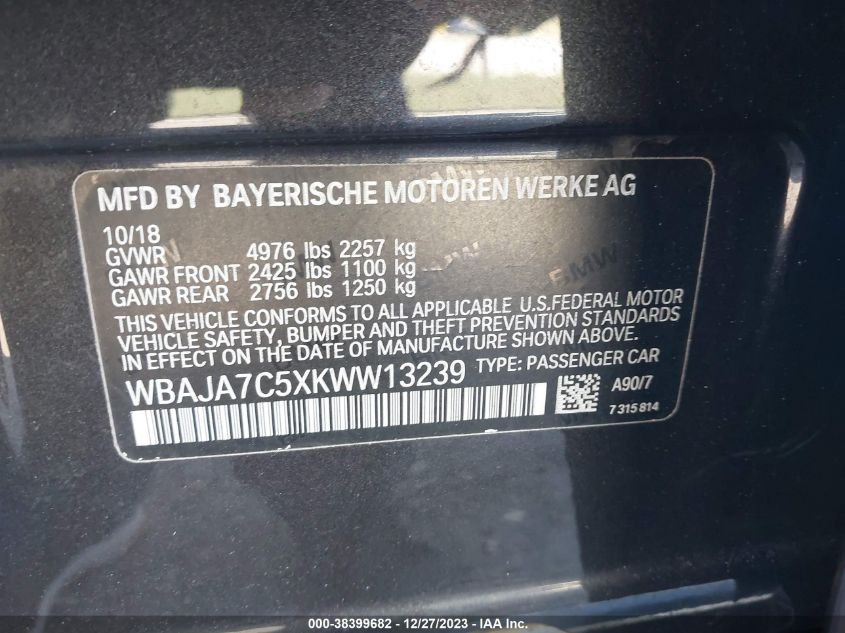 MFD BY BAYERISCHE MOTOREN WERKE AG
10/18
GVWR 4976 lbs 2257 kg
GAWR FRONT 2425 lbs 1100 kg
GAWR REAR 2756 lbs 1250 kg
THIS VEHICLE CONFORMS TO ALL APPLICABLE U.S.FEDERAL MOTOR
VEHICLE SAFETY, BUMPER AND THEFT PREVENTION STANDARDS
IN EFFECT ON THE DATE OF MANUFACTURE SHOWN ABOVE.
WBAJA7C5XKWW13239 TYPE: PASSENGER CAR
A90/7
7 315 814
000-38399682 - 12/27/2023 - IAA Inc.